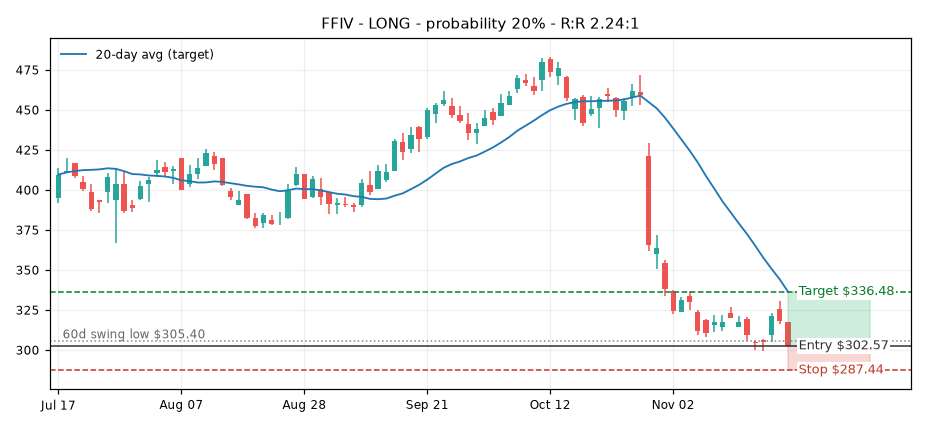 FFIV - LONG - probability 20% - R:R 2.24:1
20-day avg (target)
475
450
425
400
375
350
325
300
60d swing low $305.40
Target $336.48
Entry $302.57
Stop $287.44
Jul 17
Aug 07
Aug 28
Sep 21
Oct 12
Nov 02